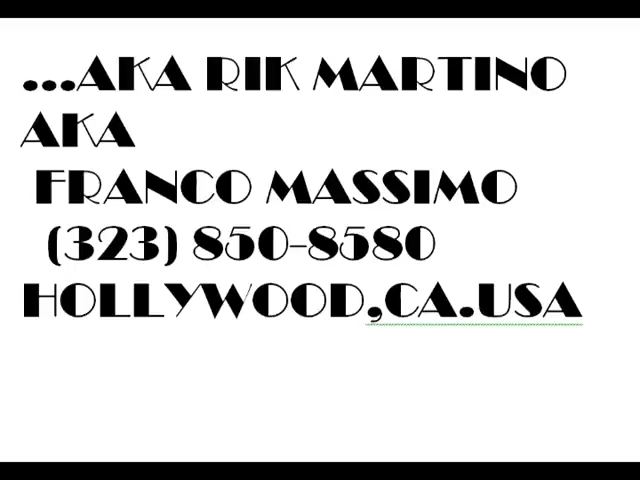 ...AKA RIK MARTINO
AKA
FRANCO MASSIMO
(323) 850-8580
HOLLYWOOD,CA.USA